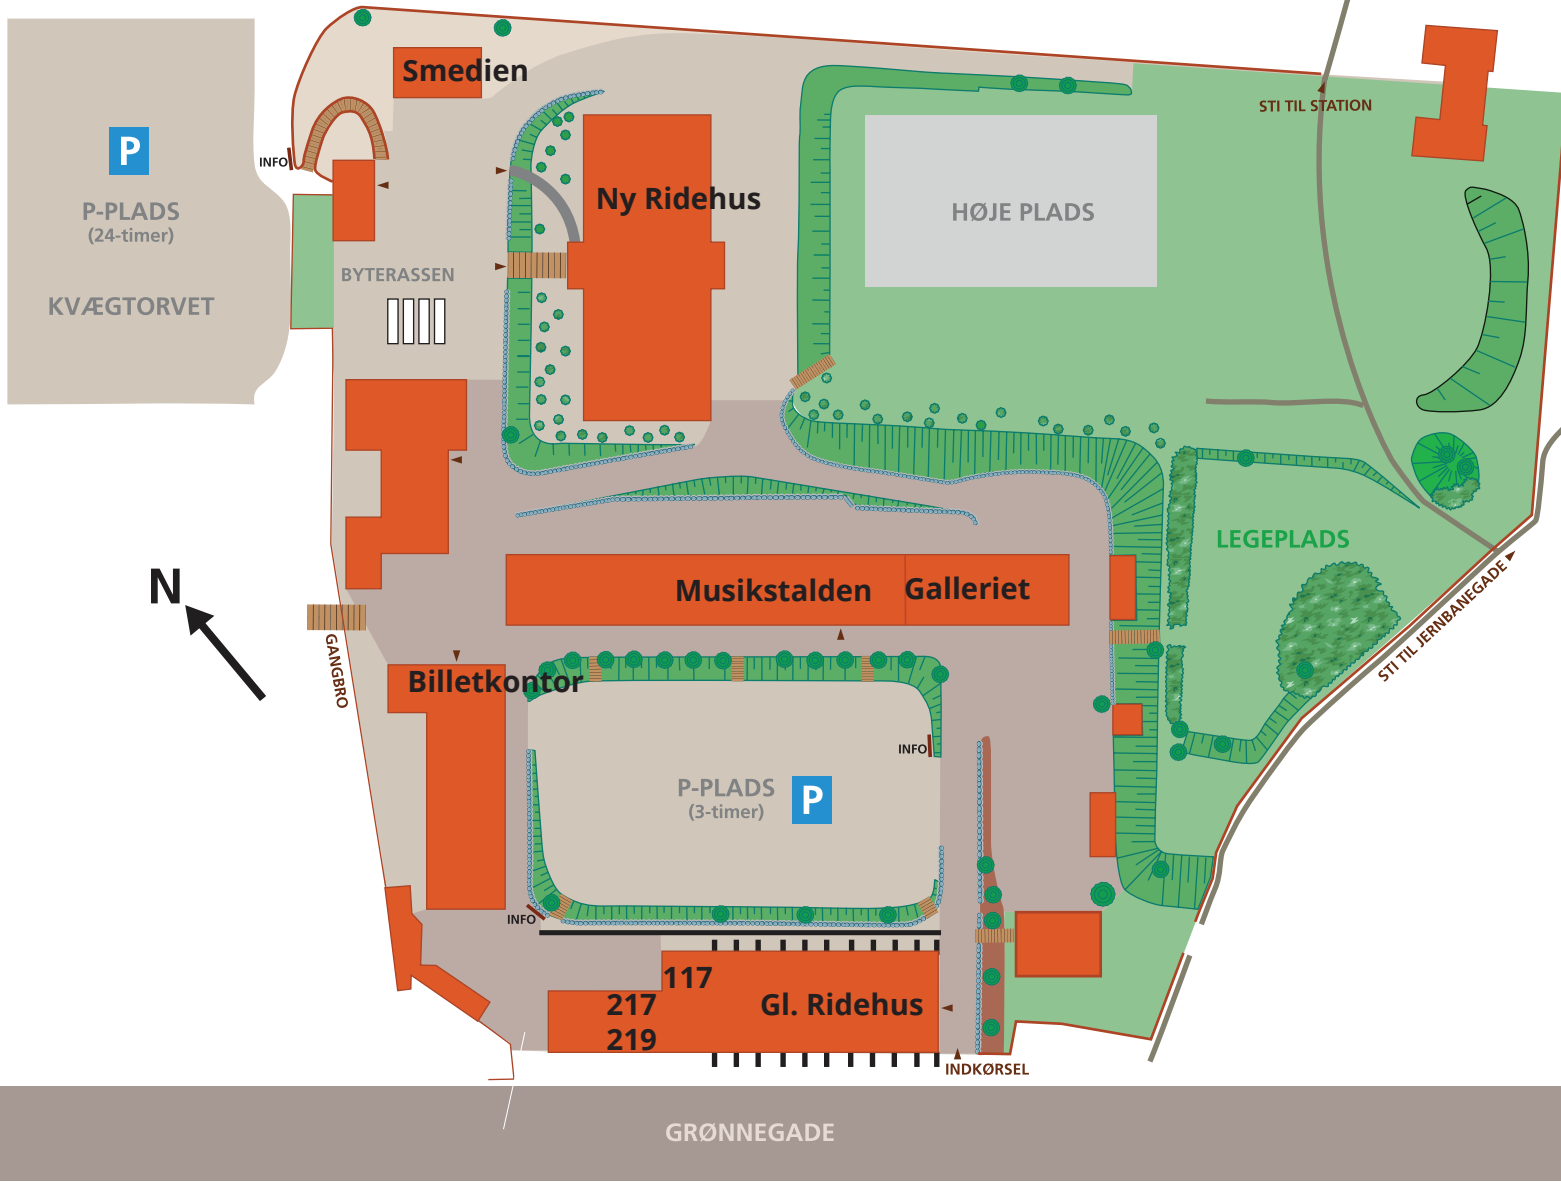 Smedien
STI TIL STATION
P
INFO
P-PLADS
(24-timer)
Ny Ridehus
HØJE PLADS
BYTERASSEN
KVÆGTORVET
LEGEPLADS
N
Musikstalden
Galleriet
STI TIL JERNBANEGADE
GANGBRO
Billetkontor
INFO
P-PLADS
(3-timer)
P
INFO
117
217
Gl. Ridehus
219
INDKØRSEL
GRØNNEGADE